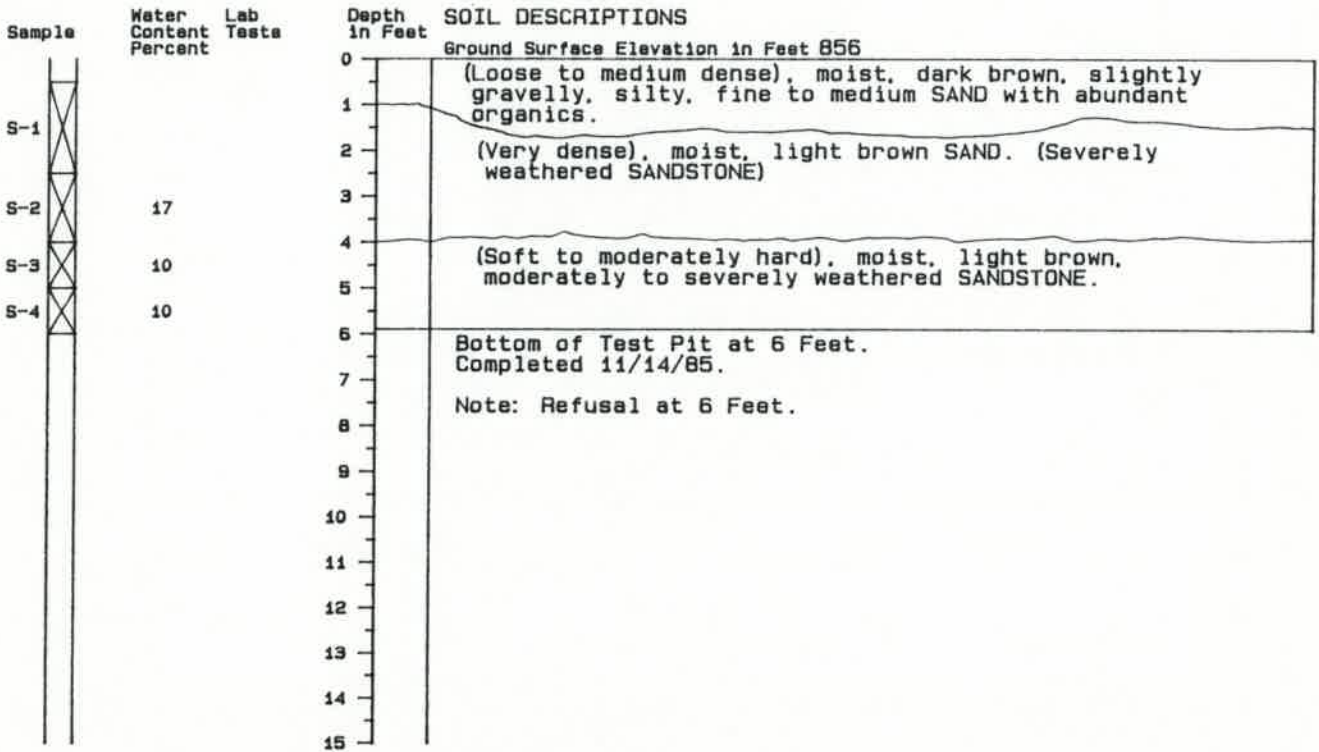 Sample
Water Content Percent
Lab Tests
Depth in Feet
SOIL DESCRIPTIONS
Ground Surface Elevation in Feet 856
0
(Loose to medium dense), moist, dark brown, slightly
gravelly, silty, fine to medium SAND with abundant
organics.
1
S-1
2
(Very dense), moist, light brown SAND. (Severely
weathered SANDSTONE)
3
S-2 17
4
(Soft to moderately hard), moist, light brown,
moderately to severely weathered SANDSTONE.
S-3 10
5
S-4 10
6
Bottom of Test Pit at 6 Feet.
Completed 11/14/85.
7
Note: Refusal at 6 Feet.
8
9
10
11
12
13
14
15